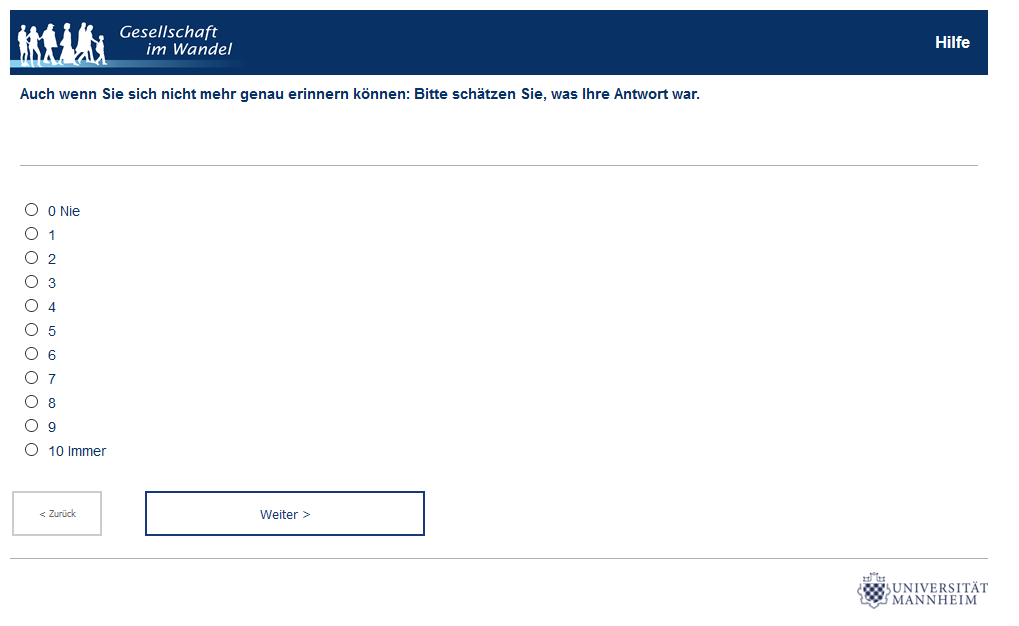 Gesellschaft
im Wandel
Hilfe
Auch wenn Sie sich nicht mehr genau erinnern können: Bitte schätzen Sie, was Ihre Antwort war.
0 Nie
1
2
3
4
5
6
7
8
9
10 Immer
< Zurück
Weiter >
UNIVERSITÄT
MANNHEIM